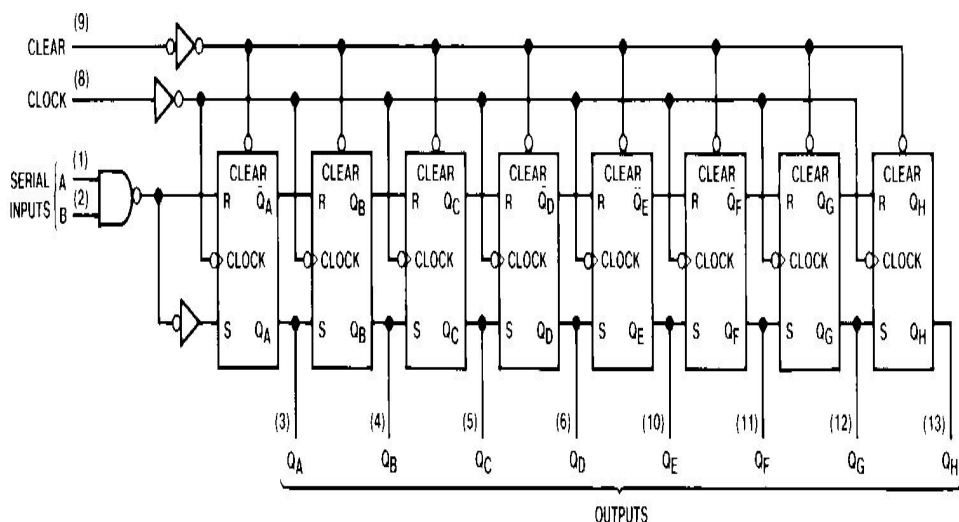 (9)
CLEAR
(8)
CLOCK
(1)
SERIAL A
INPUTS B
(2)
CLEAR CLEAR CLEAR CLEAR CLEAR CLEAR CLEAR CLEAR
R Q̄A R QB R QC R Q̄D R Q̄E R Q̄F R QG R QH
CLOCK CLOCK CLOCK CLOCK CLOCK CLOCK CLOCK CLOCK
S QA S QB S QC S QD S QE S QF S QG S QH
(3) (4) (5) (6) (10) (11) (12) (13)
QA QB QC QD QE QF QG QH
OUTPUTS